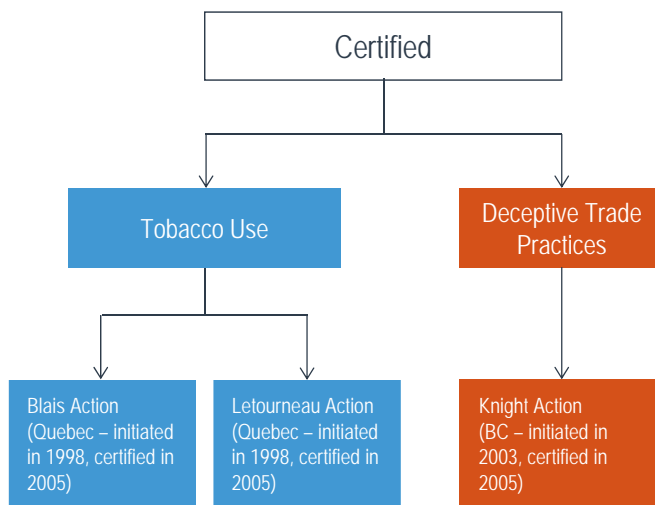 Certified
Tobacco Use
Deceptive Trade
Practices
Blais Action
(Quebec – initiated
in 1998, certified in
2005)
Letourneau Action
(Quebec – initiated
in 1998, certified in
2005)
Knight Action
(BC – initiated in
2003, certified in
2005)